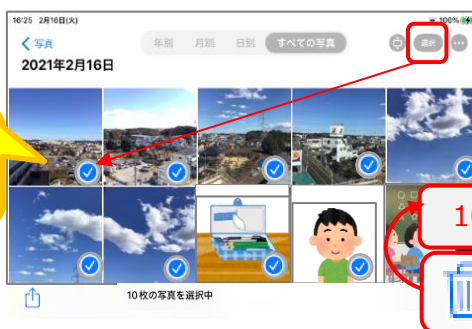 16:25 2月16日(火)
100%
写真
年別 月別 日別 すべての写真
選択
2021年2月16日
10枚の写真を選択中